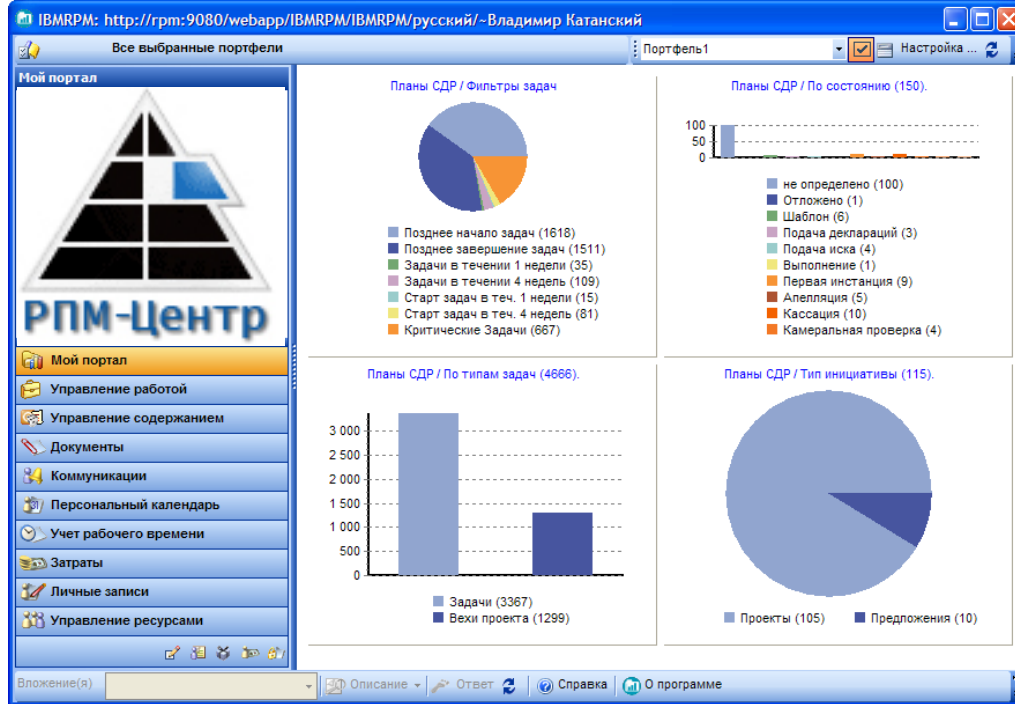 IBMRPM: http://rpm:9080/webapp/IBMRPM/IBMRPM/русский/~Владимир Катанский
Все выбранные портфели
Портфель1
Настройка ...
Мой портал
РПМ-Центр
Мой портал
Управление работой
Управление содержанием
Документы
Коммуникации
Персональный календарь
Учет рабочего времени
Затраты
Личные записи
Управление ресурсами
Планы СДР / Фильтры задач
Позднее начало задач (1618)
Позднее завершение задач (1511)
Задачи в течении 1 недели (35)
Задачи в течении 4 недель (109)
Старт задач в теч. 1 недели (15)
Старт задач в теч. 4 недель (81)
Критические Задачи (667)
Планы СДР / По состоянию (150).
100
50
0
не определено (100)
Отложено (1)
Шаблон (6)
Подача деклараций (3)
Подача иска (4)
Выполнение (1)
Первая инстанция (9)
Апелляция (5)
Кассация (10)
Камеральная проверка (4)
Планы СДР / По типам задач (4666).
3 000
2 500
2 000
1 500
1 000
500
0
Задачи (3367)
Вехи проекта (1299)
Планы СДР / Тип инициативы (115).
Проекты (105) Предложения (10)
Вложение(я)
Описание
Ответ
Справка
О программе